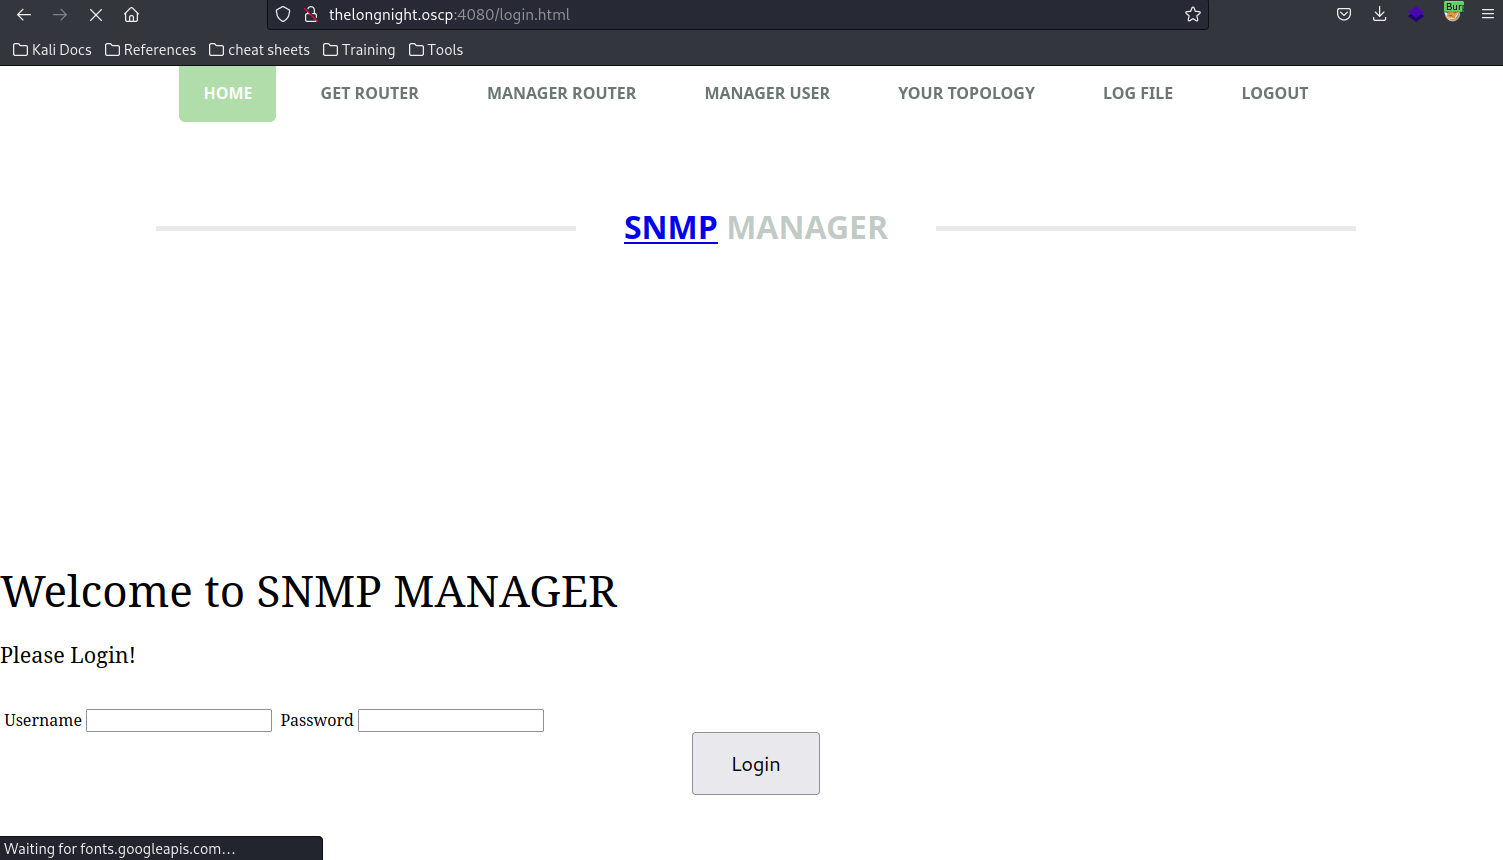 thelongnight.oscp:4080/login.html
Bur
Kali Docs References cheat sheets Training Tools
HOME GET ROUTER MANAGER ROUTER MANAGER USER YOUR TOPOLOGY LOG FILE LOGOUT
SNMP MANAGER
Welcome to SNMP MANAGER
Please Login!
Username Password
Login
Waiting for fonts.googleapis.com…